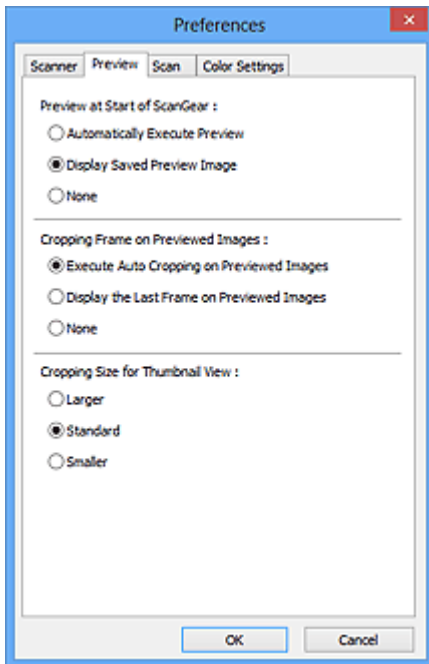 Preferences
Scanner Preview Scan Color Settings
Preview at Start of ScanGear :
Automatically Execute Preview
Display Saved Preview Image
None
Cropping Frame on Previewed Images :
Execute Auto Cropping on Previewed Images
Display the Last Frame on Previewed Images
None
Cropping Size for Thumbnail View :
Larger
Standard
Smaller
OK Cancel